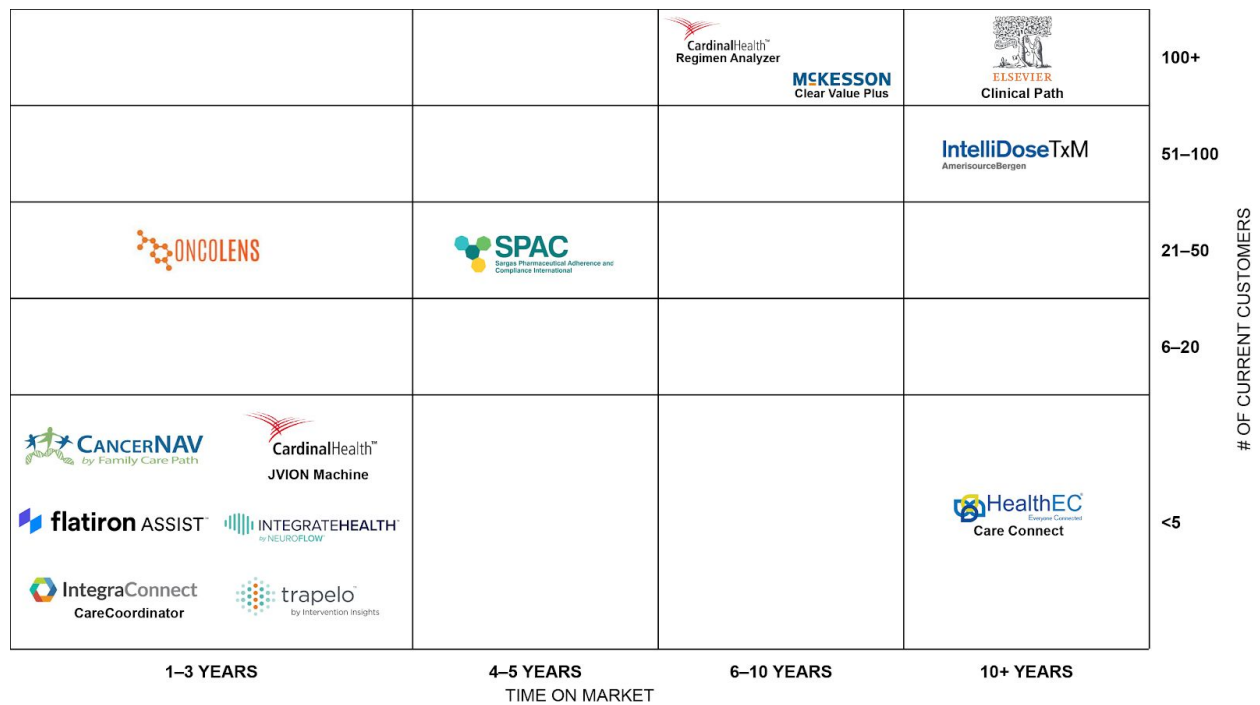 CardinalHealth™
Regimen Analyzer
McKESSON
Clear Value Plus
ELSEVIER
Clinical Path
100+
IntelliDoseTxM
AmerisourceBergen
51–100
ONCOLENS
SPAC
Sargas Pharmaceutical Adherence and
Compliance International
21–50
6–20
# OF CURRENT CUSTOMERS
CANCERNAV
by Family Care Path
CardinalHealth™
JVION Machine
flatiron ASSIST™
INTEGRATEHEALTH™
by NEUROFLOW™
HealthEC®
Everyone Connected
Care Connect
<5
IntegraConnect
CareCoordinator
trapelo™
by Intervention Insights
1–3 YEARS
4–5 YEARS
6–10 YEARS
10+ YEARS
TIME ON MARKET